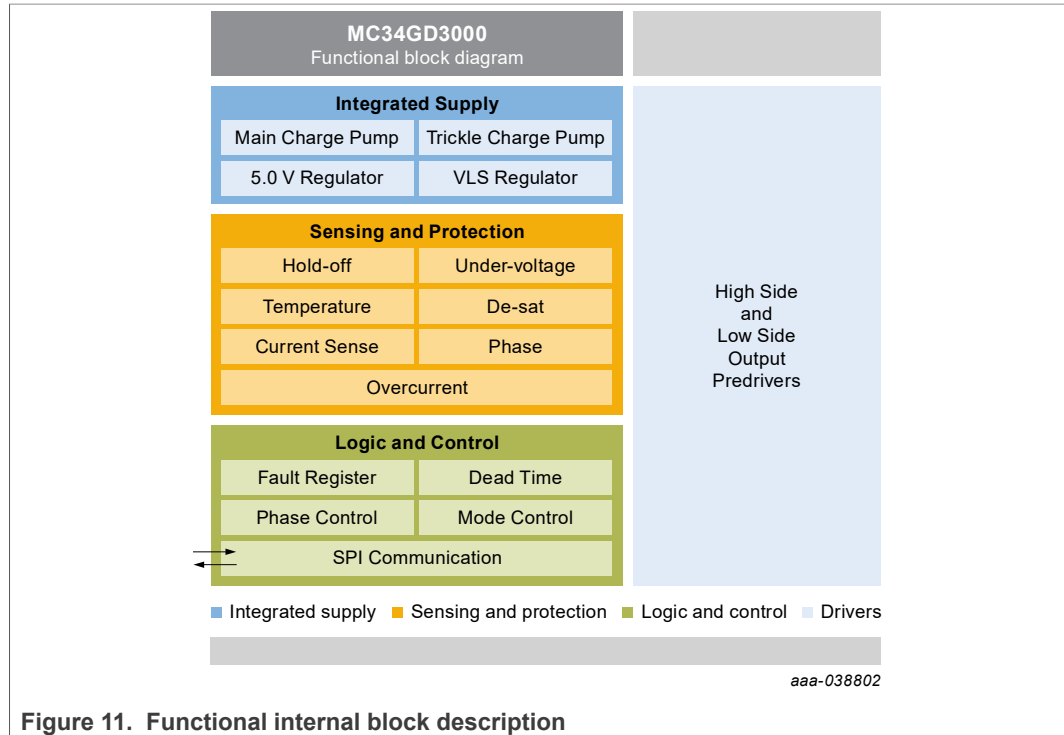 MC34GD3000
Functional block diagram
Integrated Supply
Main Charge Pump
Trickle Charge Pump
5.0 V Regulator
VLS Regulator
Sensing and Protection
Hold-off
Under-voltage
Temperature
De-sat
Current Sense
Phase
Overcurrent
Logic and Control
Fault Register
Dead Time
Phase Control
Mode Control
SPI Communication
High Side
and
Low Side
Output
Predrivers
Integrated supply
Sensing and protection
Logic and control
Drivers
aaa-038802
Figure 11. Functional internal block description